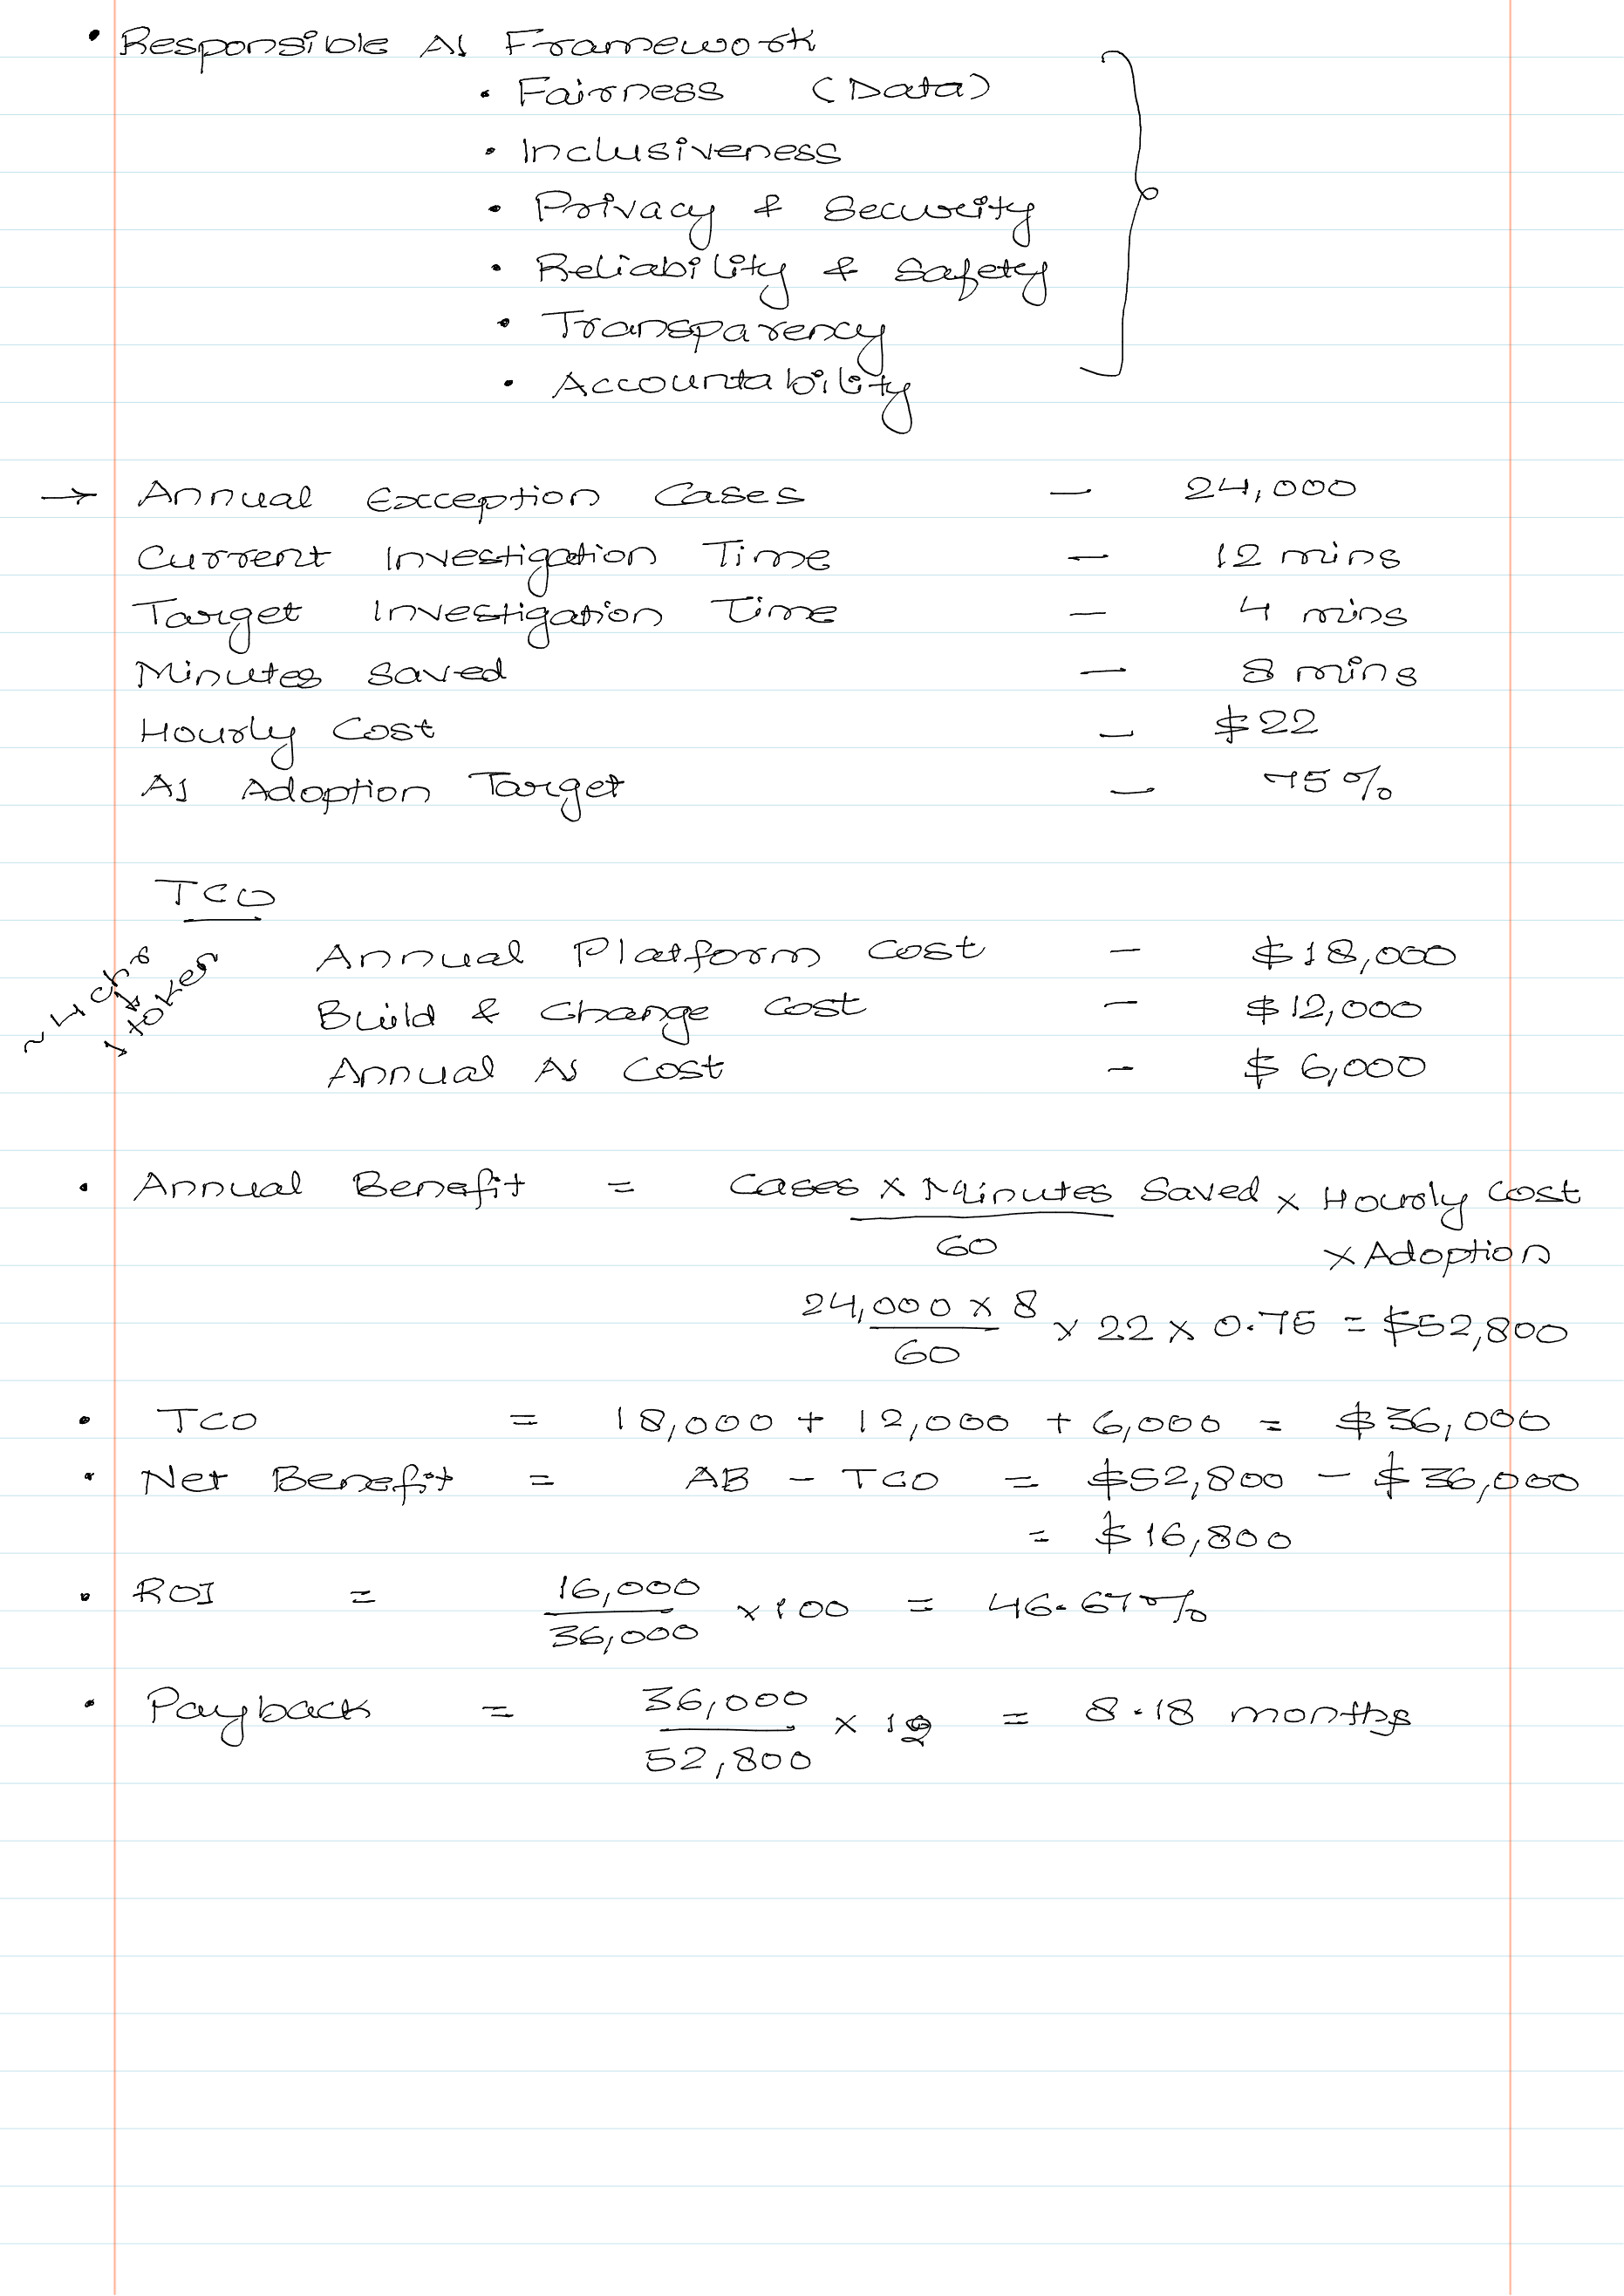 • Responsible AI Framework
• Fairness (Data)
• Inclusiveness
• Privacy & Security
• Reliability & Safety
• Transparency
• Accountability
→ Annual Exception Cases - 24,000
Current Investigation Time - 12 mins
Target Investigation Time - 4 mins
Minutes Saved - 8 mins
Hourly Cost - $22
AI Adoption Target - 75%
TCO
~ 4 chr
1 token
Annual Platform Cost - $18,000
Build & Change Cost - $12,000
Annual AI Cost - $6,000
• Annual Benefit = Cases x Minutes Saved x Hourly Cost
60
x Adoption
24,000 x 8 x 22 x 0.75 = $52,800
60
• TCO = 18,000 + 12,000 + 6,000 = $36,000
• Net Benefit = AB - TCO = $52,800 - $36,000
= $16,800
• ROI = 16,000 x 100 = 46.67%
36,000
• Payback = 36,000 x 12 = 8.18 months
52,800